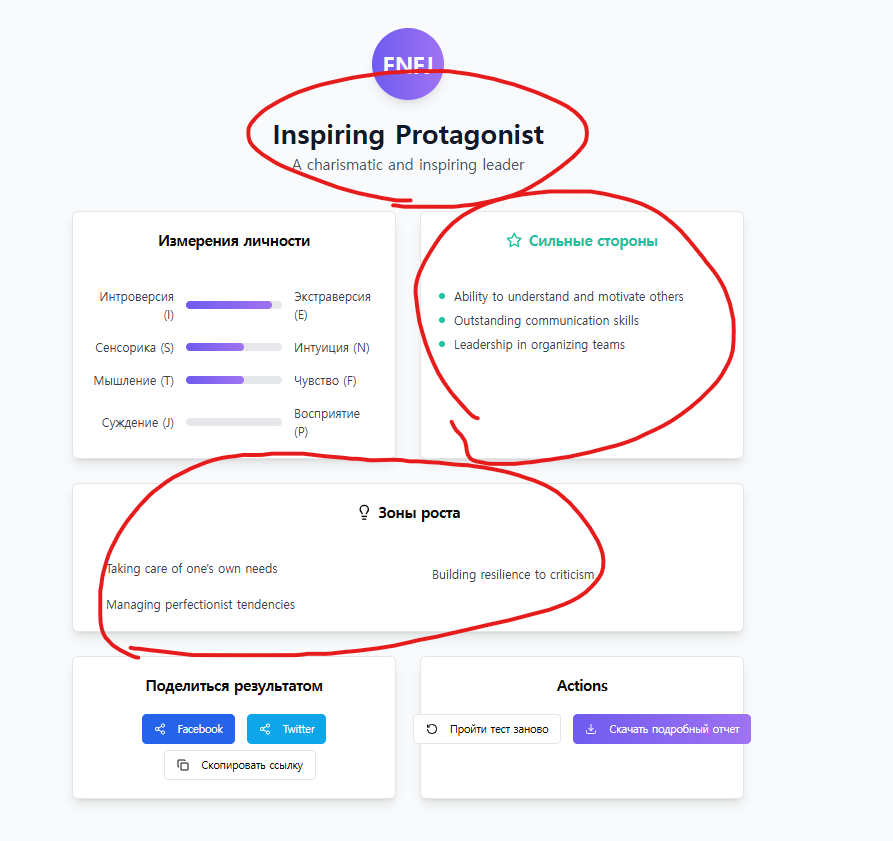 ENFJ
Inspiring Protagonist
A charismatic and inspiring leader
Измерения личности
Интроверсия
(I)
Экстраверсия
(E)
Сенсорика (S)
Интуиция (N)
Мышление (T)
Чувство (F)
Суждение (J)
Восприятие
(P)
Сильные стороны
Ability to understand and motivate others
Outstanding communication skills
Leadership in organizing teams
Зоны роста
Taking care of one's own needs
Building resilience to criticism
Managing perfectionist tendencies
Поделиться результатом
Facebook
Twitter
Скопировать ссылку
Actions
Пройти тест заново
Скачать подробный отчет